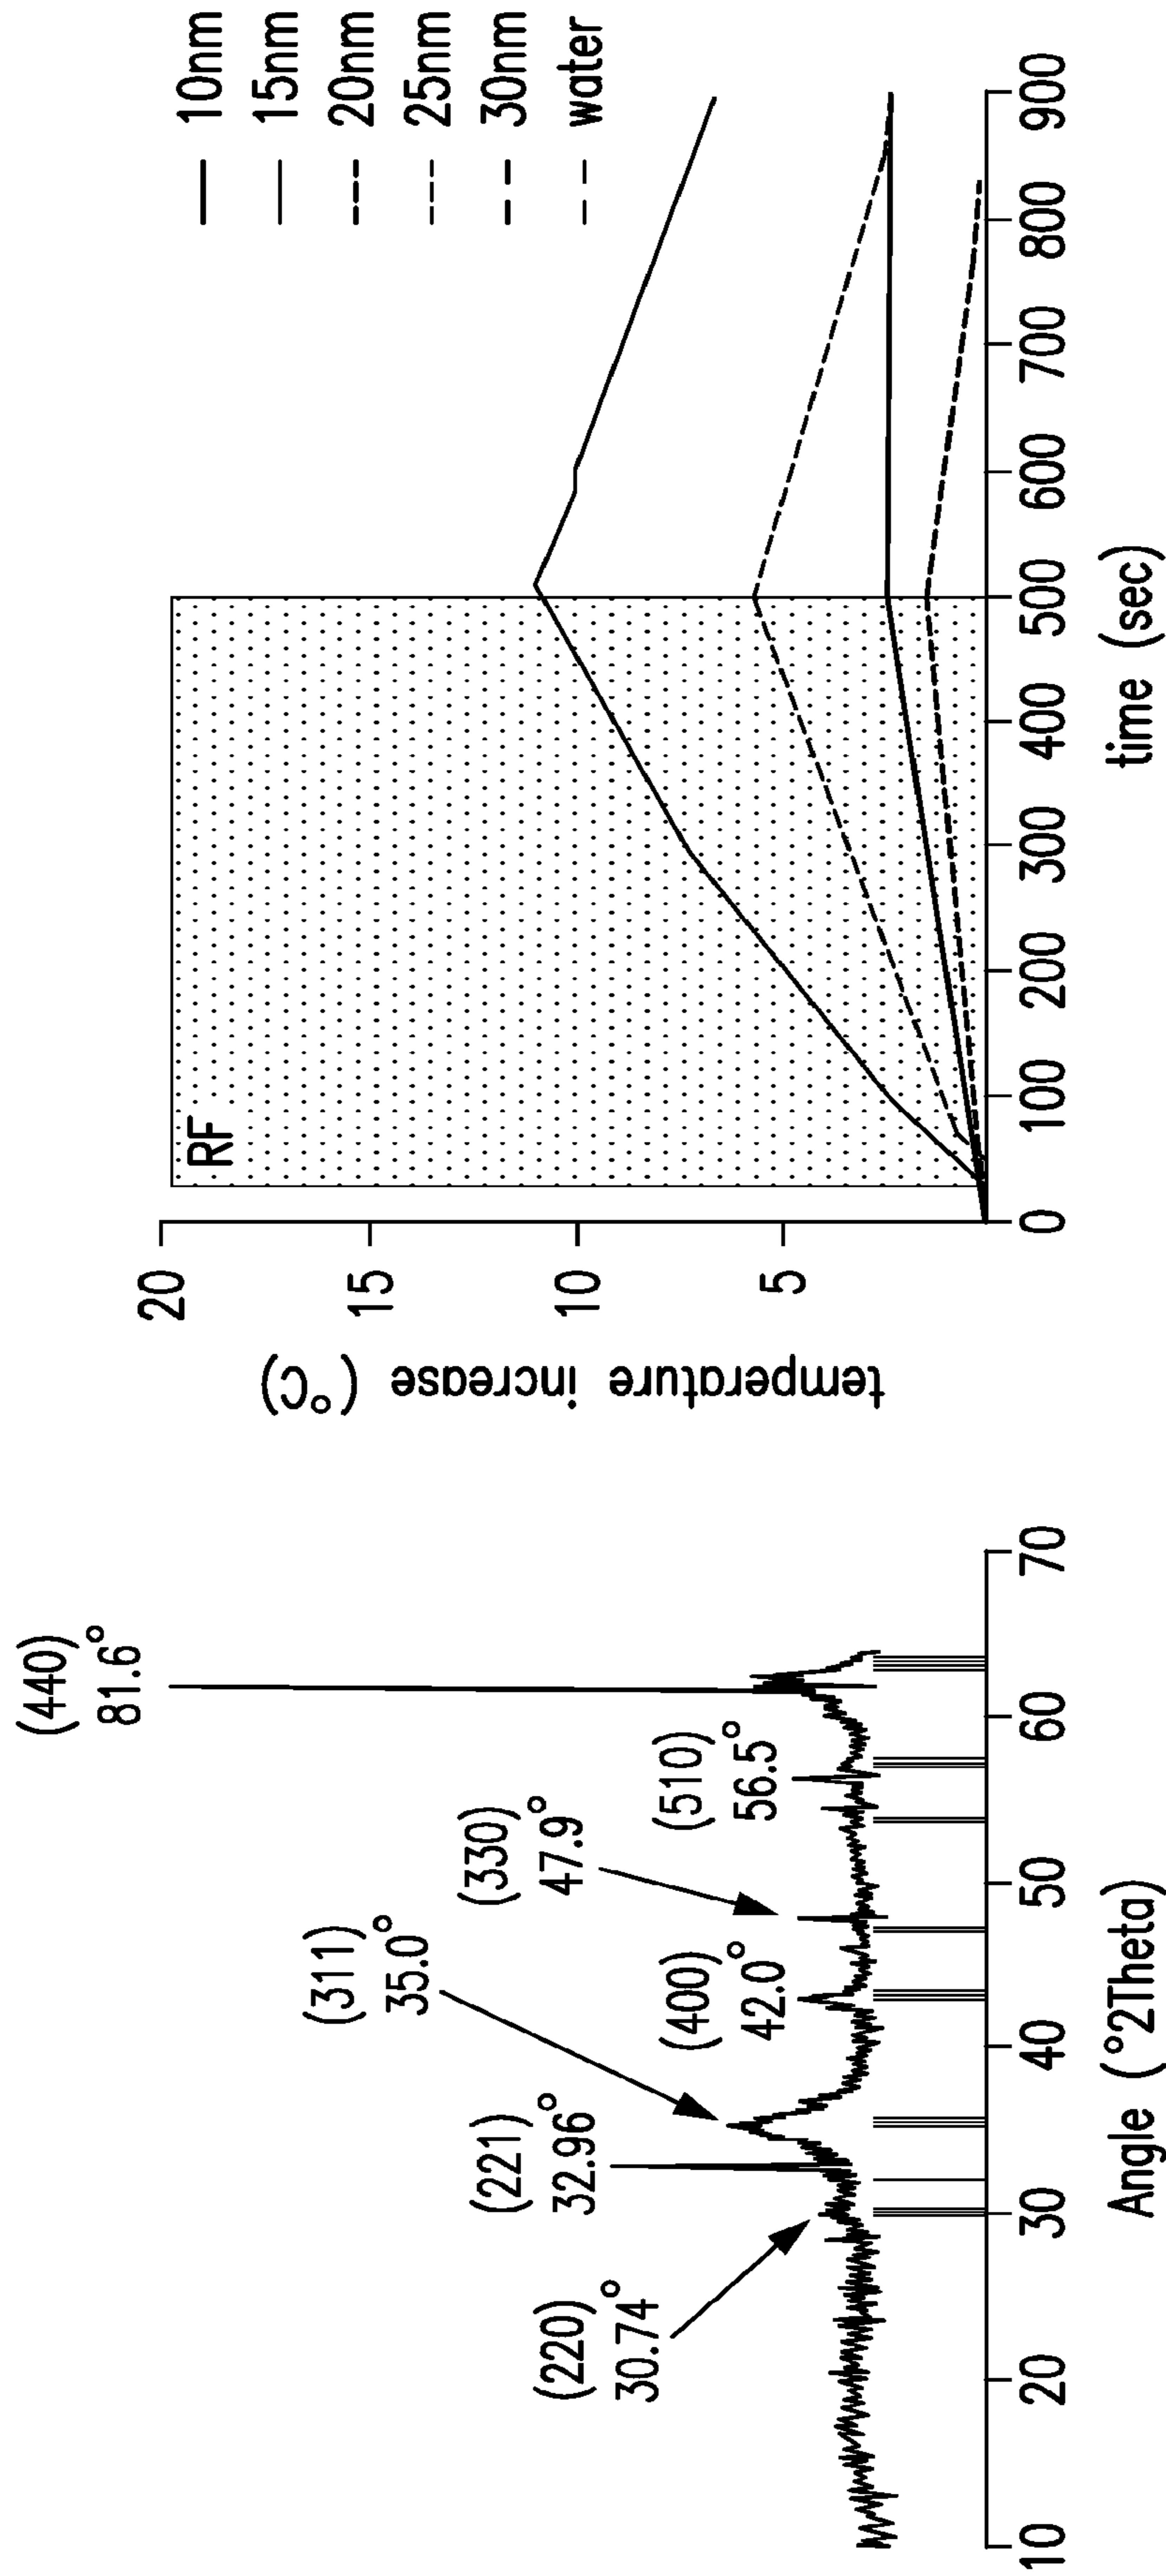 (440)
81.6°
(311)
35.0°
(330)
47.9°
(221)
32.96°
(220)
30.74°
(400)
42.0°
(510)
56.5°
10 20 30 40 50 60 70
Angle (°2Theta)
temperature increase (°C)
20
15
10
5
RF
10nm
15nm
20nm
25nm
30nm
water
0 100 200 300 400 500 600 700 800 900
time (sec)